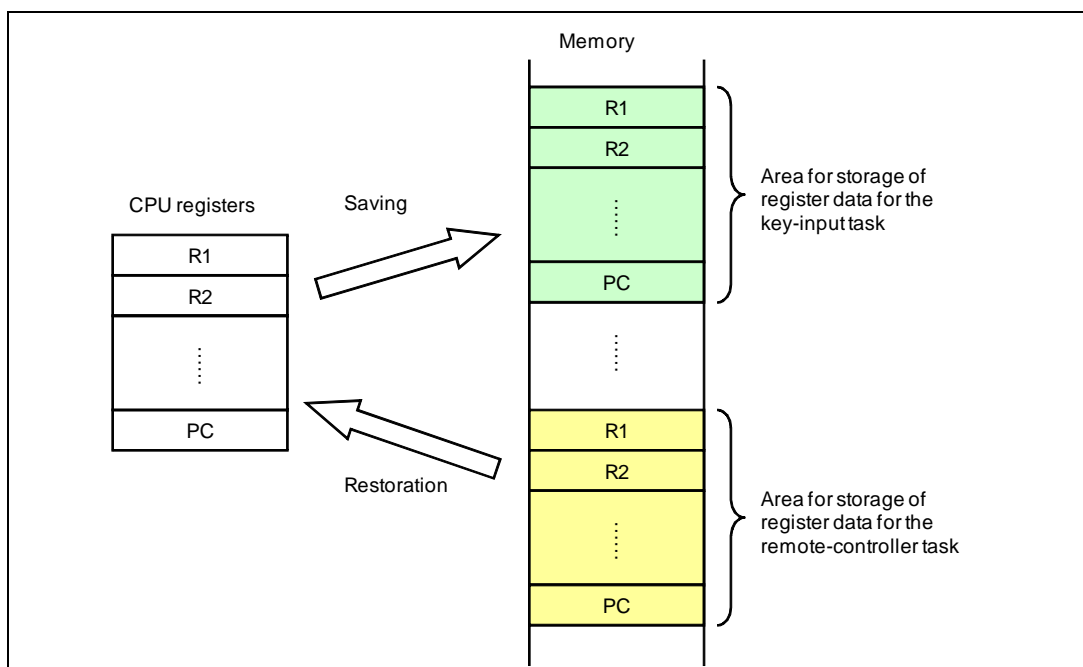 Memory
R1
R2
PC
Area for storage of
register data for the
key-input task
CPU registers
R1
R2
PC
Saving
Restoration
R1
R2
PC
Area for storage of
register data for the
remote-controller task